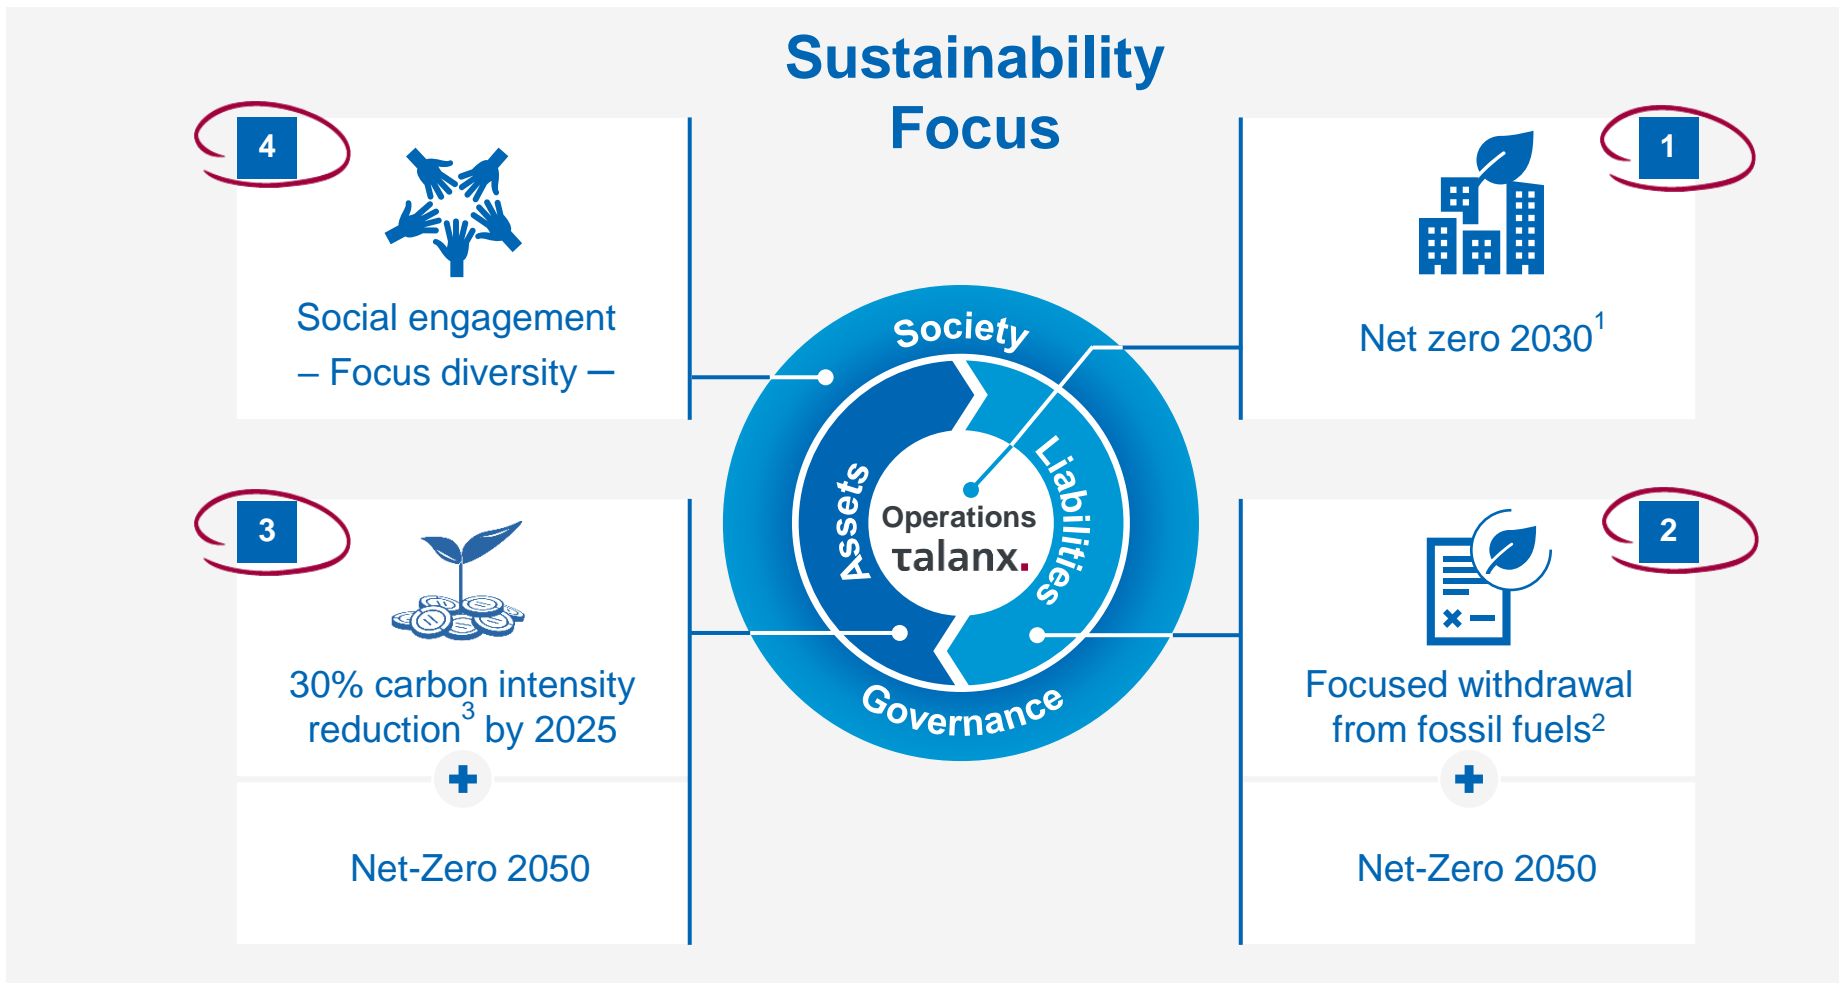 Sustainability
Focus
4
Social engagement
– Focus diversity –
1
Net zero 2030¹
Society
Assets
Liabilities
Governance
Operations
talanx.
3
30% carbon intensity
reduction³ by 2025
+
Net-Zero 2050
2
Focused withdrawal
from fossil fuels²
+
Net-Zero 2050